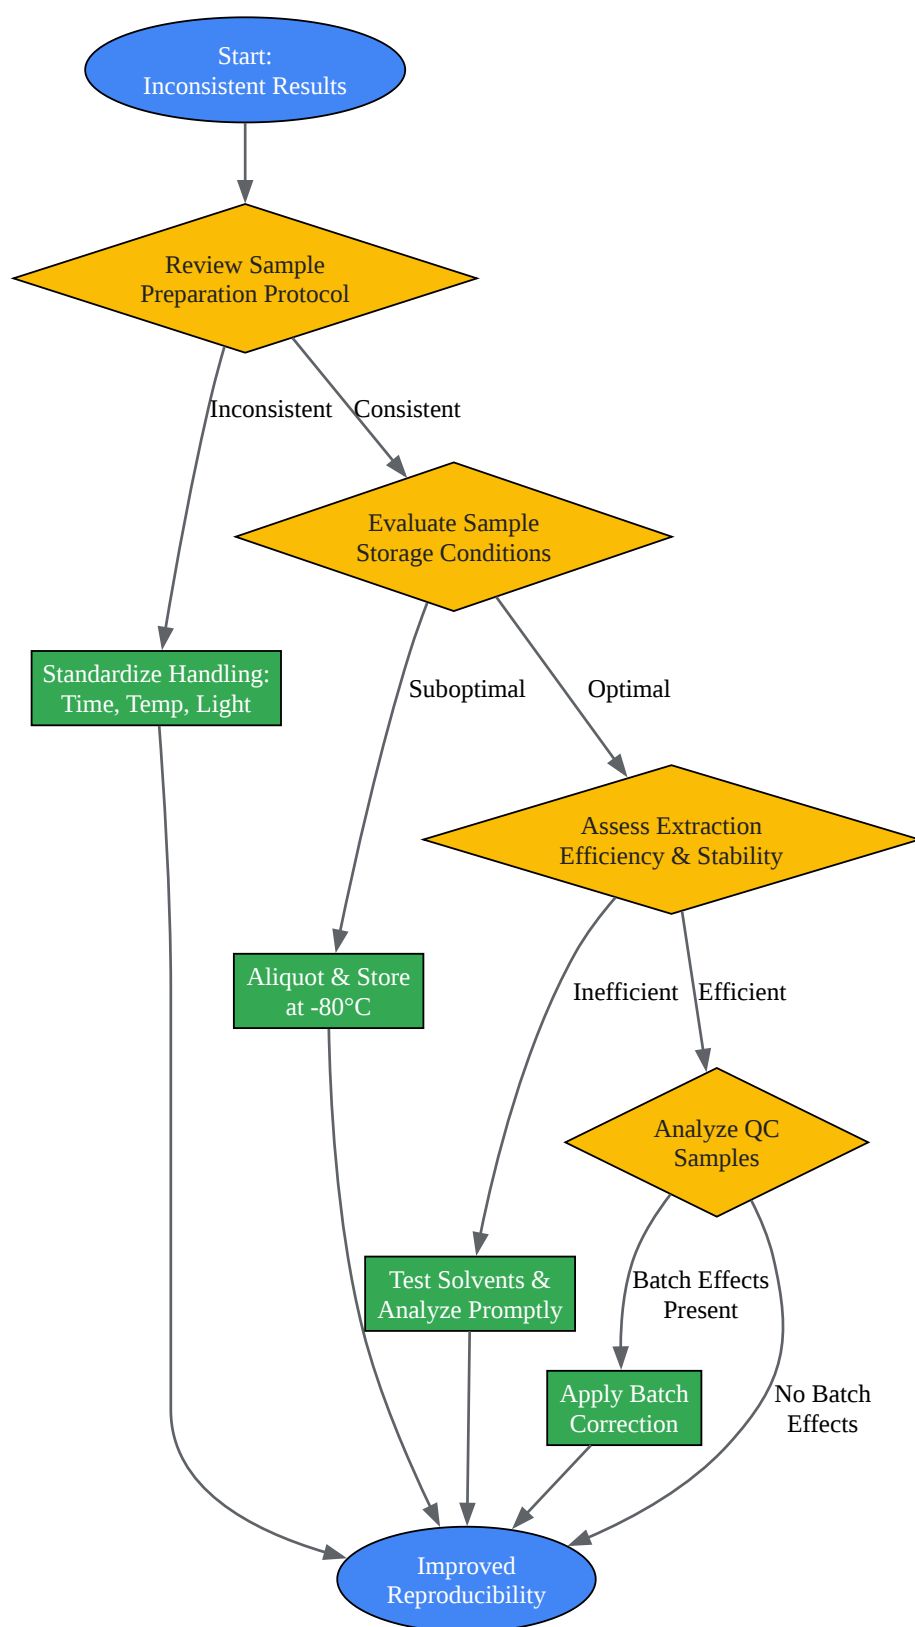 Start:
Inconsistent Results
Review Sample
Preparation Protocol
Inconsistent
Consistent
Evaluate Sample
Storage Conditions
Standardize Handling:
Time, Temp, Light
Suboptimal
Optimal
Assess Extraction
Efficiency & Stability
Aliquot & Store
at -80°C
Inefficient
Efficient
Analyze QC
Samples
Test Solvents &
Analyze Promptly
Batch Effects
Present
Apply Batch
Correction
No Batch
Effects
Improved
Reproducibility